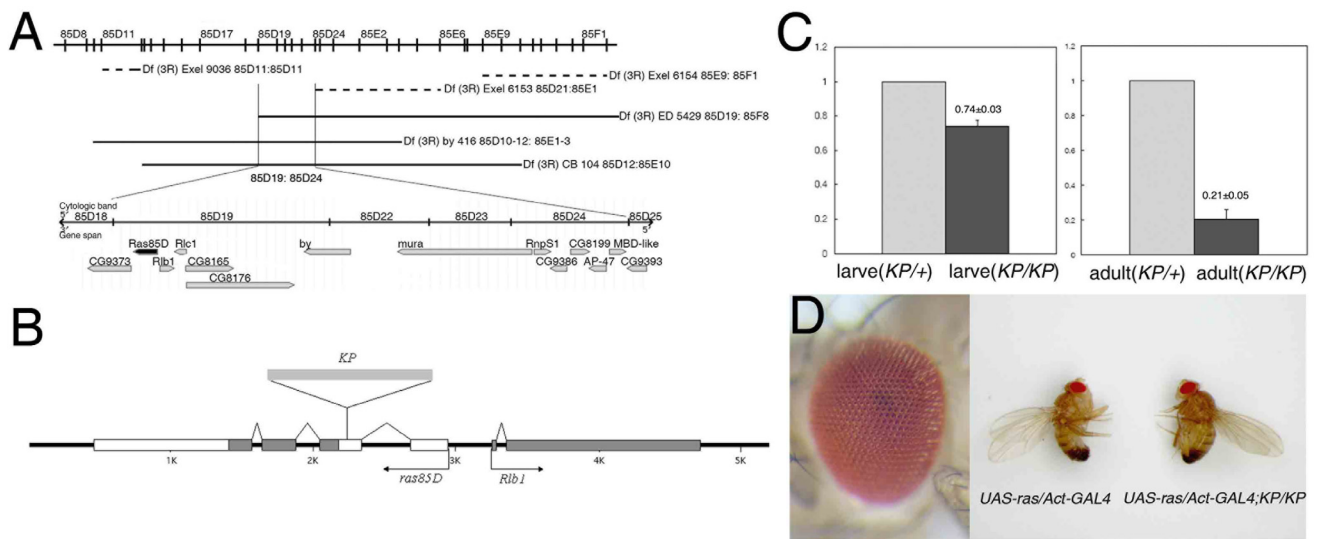 A
85D8 85D11 85D17 85D19 85D24 85E2 85E6 85E9 85F1
Df (3R) Exel 9036 85D11:85D11
Df (3R) Exel 6154 85E9: 85F1
Df (3R) Exel 6153 85D21:85E1
Df (3R) ED 5429 85D19: 85F8
Df (3R) by 416 85D10-12: 85E1-3
Df (3R) CB 104 85D12:85E10
85D19: 85D24
Cytologic band
5' 85D18 85D19 85D22 85D23 85D24 85D25
3' Gene span 5'
Ras85D Rlc1 by mura RnpS1 CG8199 MBD-like
CG9373 Rlb1 CG8165 CG9386 AP-47 CG9393
CG8176
B
KP
1K 2K 3K 4K 5K
ras85D Rlb1
C
1.2
1
0.8
0.6
0.4
0.2
0
0.74±0.03
larve(KP/+) larve(KP/KP)
1.2
1
0.8
0.6
0.4
0.2
0
0.21±0.05
adult(KP/+) adult(KP/KP)
D
UAS-ras/Act-GAL4 UAS-ras/Act-GAL4;KP/KP